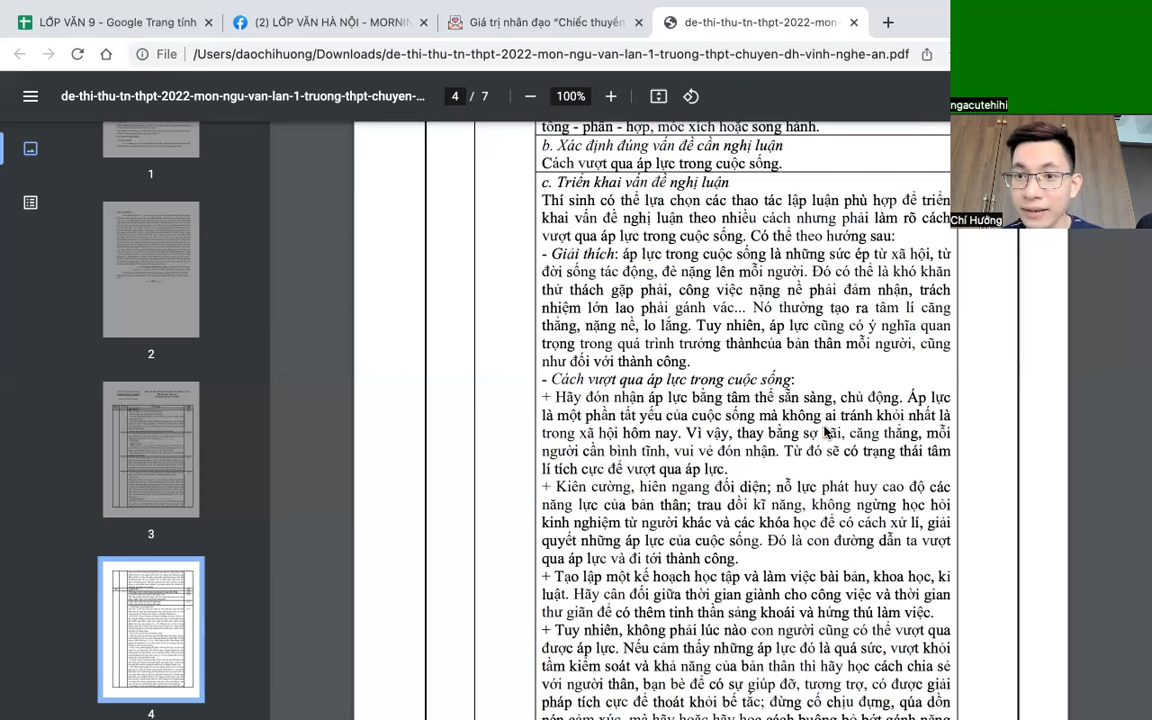 LỚP VĂN 9 - Google Trang tính
(2) LỚP VĂN HÀ NỘI - MORNIN
Giá trị nhân đạo "Chiếc thuyền
de-thi-thu-tn-thpt-2022-mon-
File
/Users/daochihuong/Downloads/de-thi-thu-tn-thpt-2022-mon-ngu-van-lan-1-truong-thpt-chuyen-dh-vinh-nghe-an.pdf
de-thi-thu-tn-thpt-2022-mon-ngu-van-lan-1-truong-thpt-chuyen-...
4 / 7
100%
ngacutehihi
Chí Hướng
1
2
3
4
tổng - phân - hợp, móc xích hoặc song hành.
b. Xác định đúng vấn đề cần nghị luận
Cách vượt qua áp lực trong cuộc sống.
c. Triển khai vấn đề nghị luận
Thí sinh có thể lựa chọn các thao tác lập luận phù hợp để triển
khai vấn đề nghị luận theo nhiều cách nhưng phải làm rõ cách
vượt qua áp lực trong cuộc sống. Có thể theo hướng sau:
- Giải thích: áp lực trong cuộc sống là những sức ép từ xã hội, từ
đời sống tác động, đè nặng lên mỗi người. Đó có thể là khó khăn
thử thách gặp phải, công việc nặng nề phải đảm nhận, trách
nhiệm lớn lao phải gánh vác... Nó thường tạo ra tâm lí căng
thẳng, nặng nề, lo lắng. Tuy nhiên, áp lực cũng có ý nghĩa quan
trọng trong quá trình trưởng thànhcủa bản thân mỗi người, cũng
như đối với thành công.
- Cách vượt qua áp lực trong cuộc sống:
+ Hãy đón nhận áp lực bằng tâm thế sẵn sàng, chủ động. Áp lực
là một phần tất yếu của cuộc sống mà không ai tránh khỏi nhất là
trong xã hội hôm nay. Vì vậy, thay bằng sợ hãi, căng thẳng, mỗi
người cần bình tĩnh, vui vẻ đón nhận. Từ đó sẽ có trạng thái tâm
lí tích cực để vượt qua áp lực.
+ Kiên cường, hiên ngang đối diện; nỗ lực phát huy cao độ các
năng lực của bản thân; trau dồi kĩ năng, không ngừng học hỏi
kinh nghiệm từ người khác và các khóa học để có cách xử lí, giải
quyết những áp lực của cuộc sống. Đó là con đường dẫn ta vượt
qua áp lực và đi tới thành công.
+ Tạo lập một kế hoạch học tập và làm việc bài bản, khoa học, kỉ
luật. Hãy cân đối giữa thời gian giành cho công việc và thời gian
thư giãn để có thêm tinh thần sảng khoái và hứng thú làm việc.
+ Tuy nhiên, không phải lúc nào con người cũng có thể vượt qua
được áp lực. Nếu cảm thấy những áp lực đó là quá sức, vượt khỏi
tầm kiểm soát và khả năng của bản thân thì hãy học cách chia sẻ
với người thân, bạn bè để có sự giúp đỡ, tương trợ, có được giải
pháp tích cực để thoát khỏi bế tắc; đừng cố chịu đựng, qúa dồn
nén cảm xúc, mà hãy hoặc hãy học cách buông bỏ bớt gánh nặng